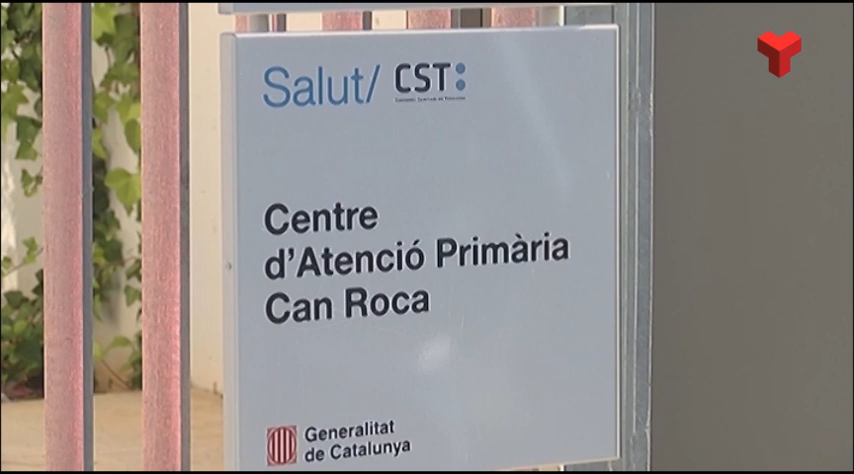 Salut/ CST:
Centre
d'Atenció Primària
Can Roca
Generalitat
de Catalunya